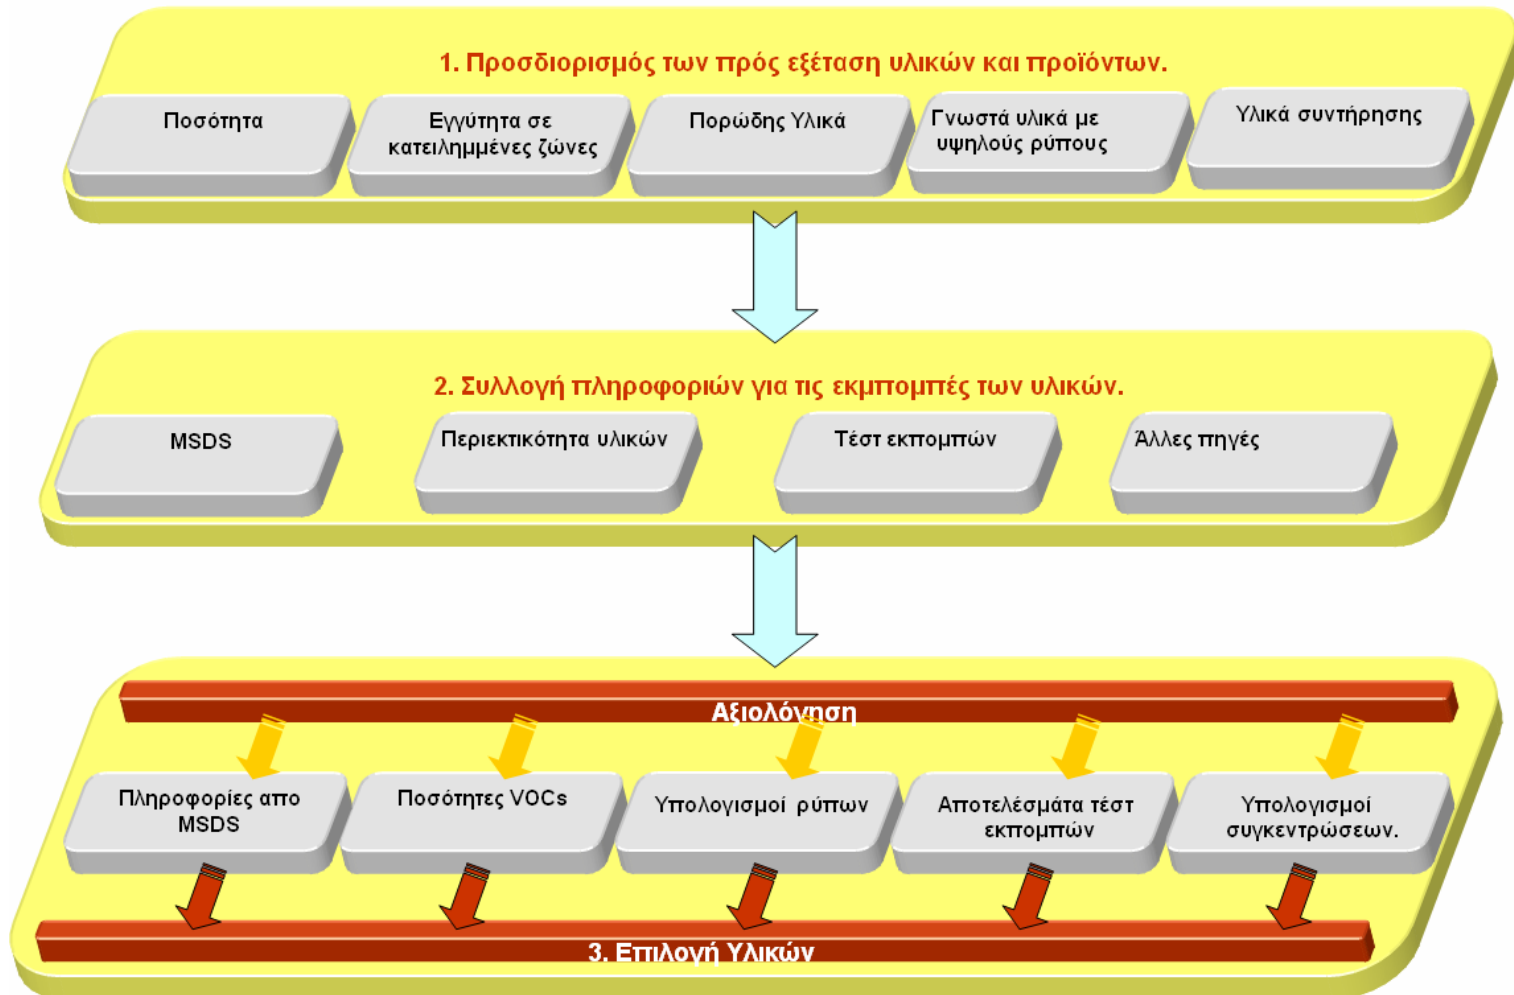 1. Προσδιορισμός των πρός εξέταση υλικών και προϊόντων.
Ποσότητα
Εγγύτητα σε
κατειλημμένες ζώνες
Πορώδης Υλικά
Γνωστά υλικά με
υψηλούς ρύπους
Υλικά συντήρησης
2. Συλλογή πληροφοριών για τις εκμπομπές των υλικών.
MSDS
Περιεκτικότητα υλικών
Τέστ εκπομπών
Άλλες πηγές
Αξιολόγηση
Πληροφορίες απο
MSDS
Ποσότητες VOCs
Υπολογισμοί ρύπων
Αποτελέσμάτα τέστ
εκπομπών
Υπολογισμοί
συγκεντρώσεων.
3. Επιλογή Υλικών